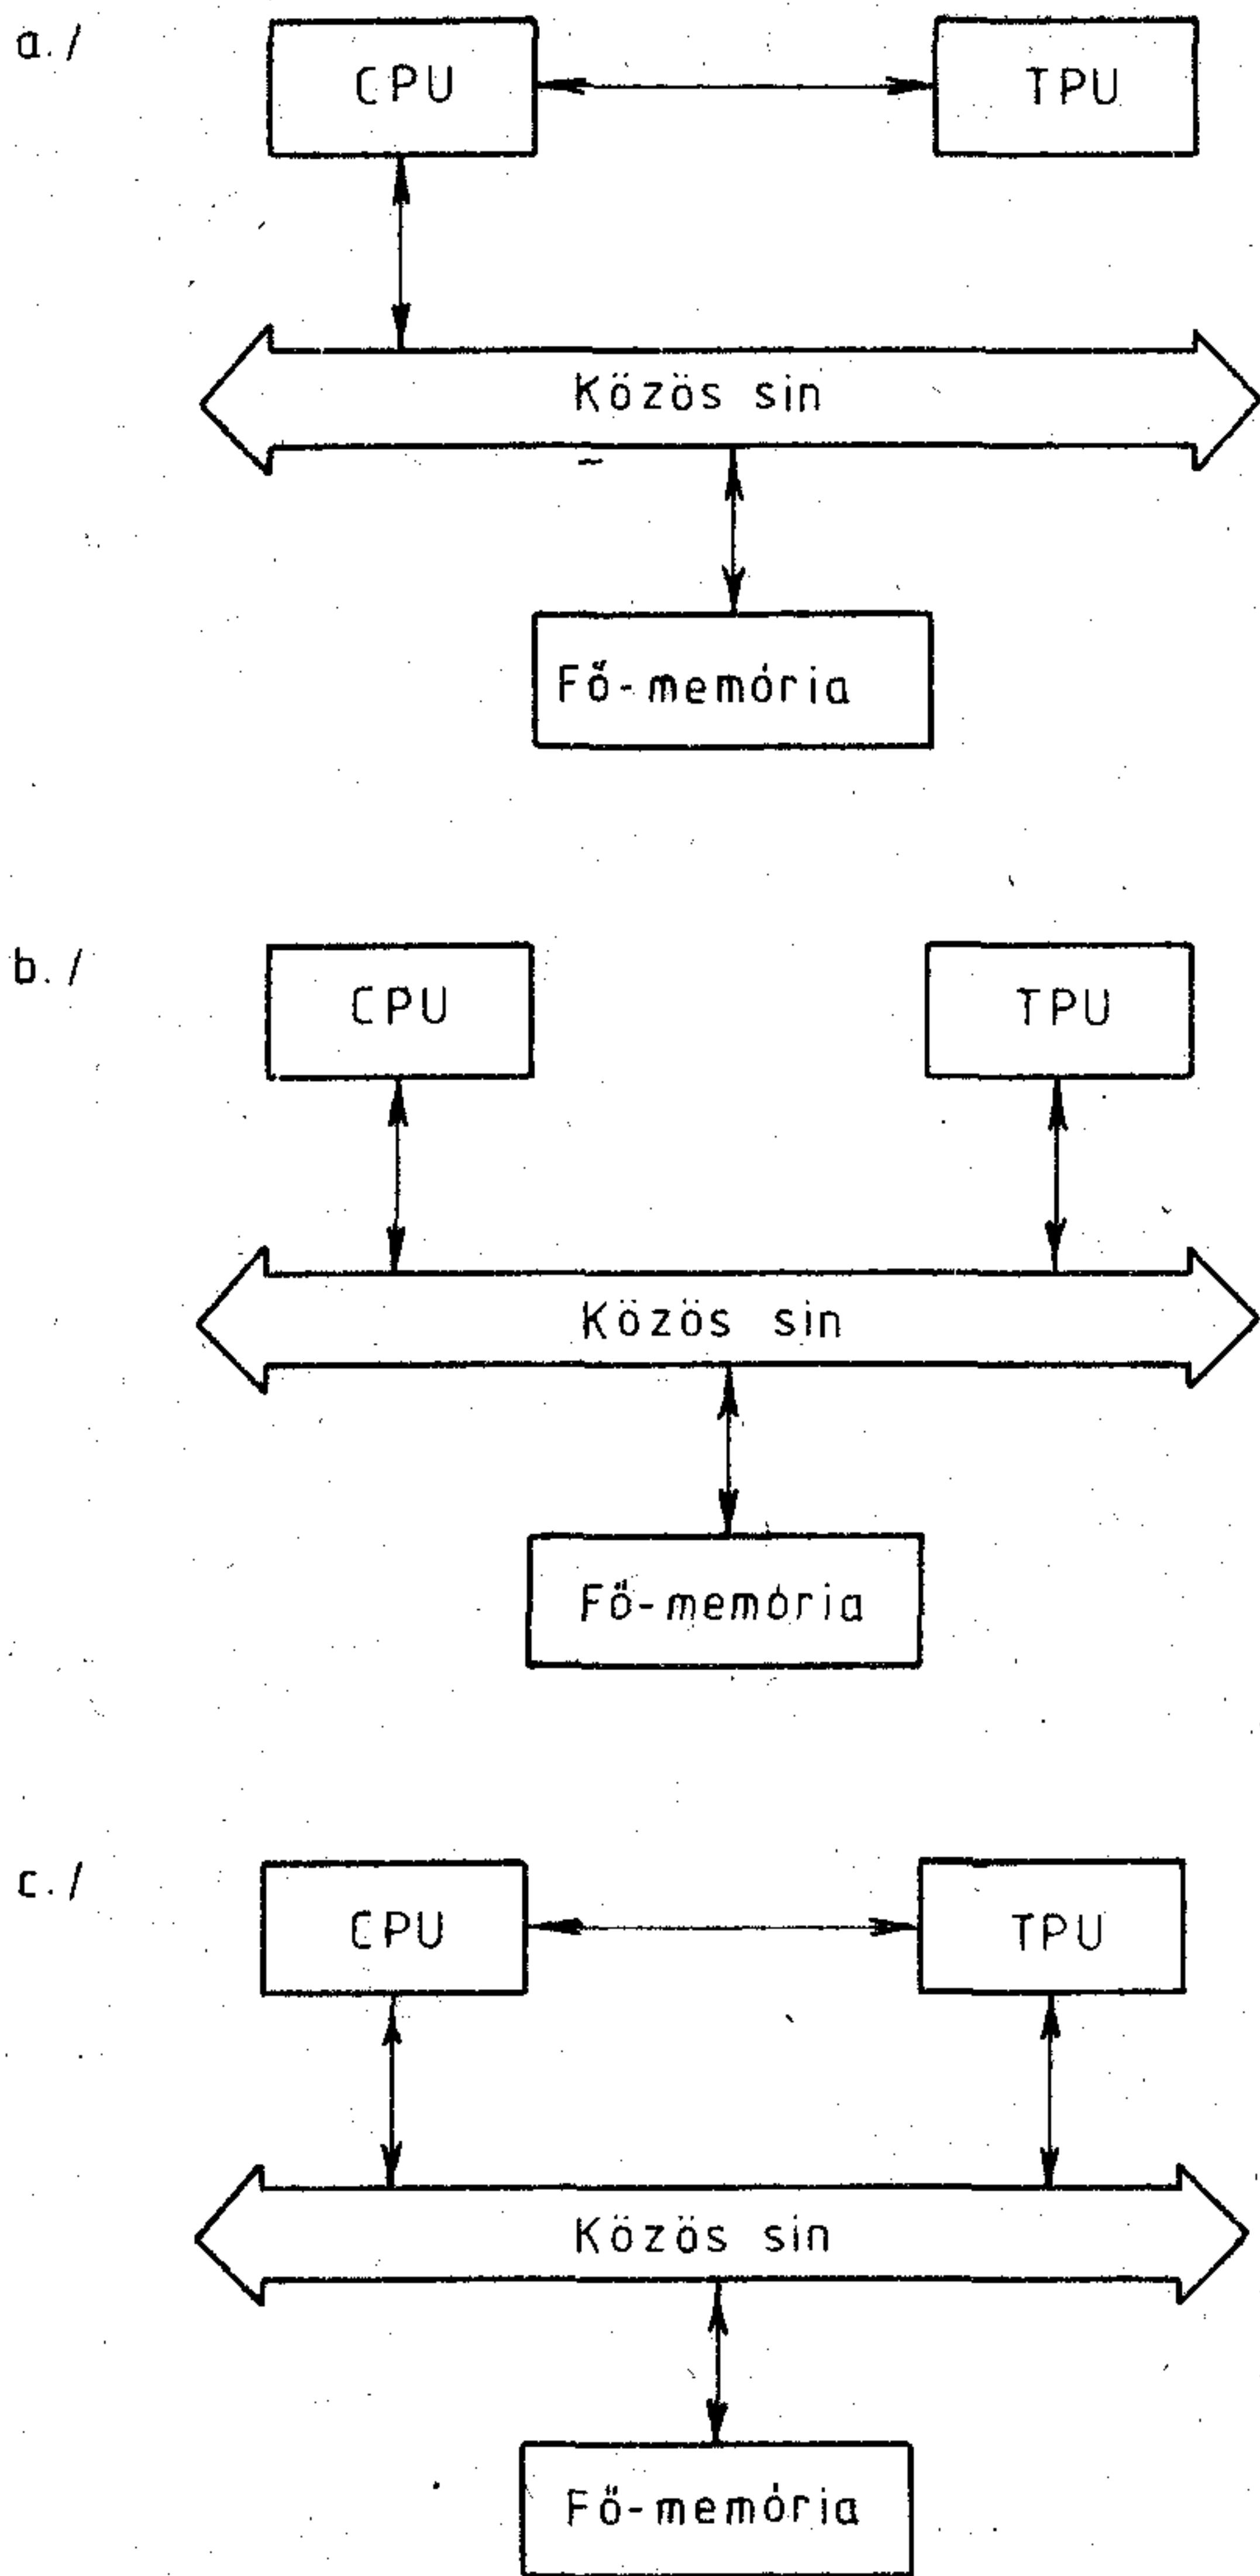 a./
CPU
TPU
Közös sin
Fő-memória
b./
CPU
TPU
Közös sin
Fő-memória
c./
CPU
TPU
Közös sin
Fő-memória